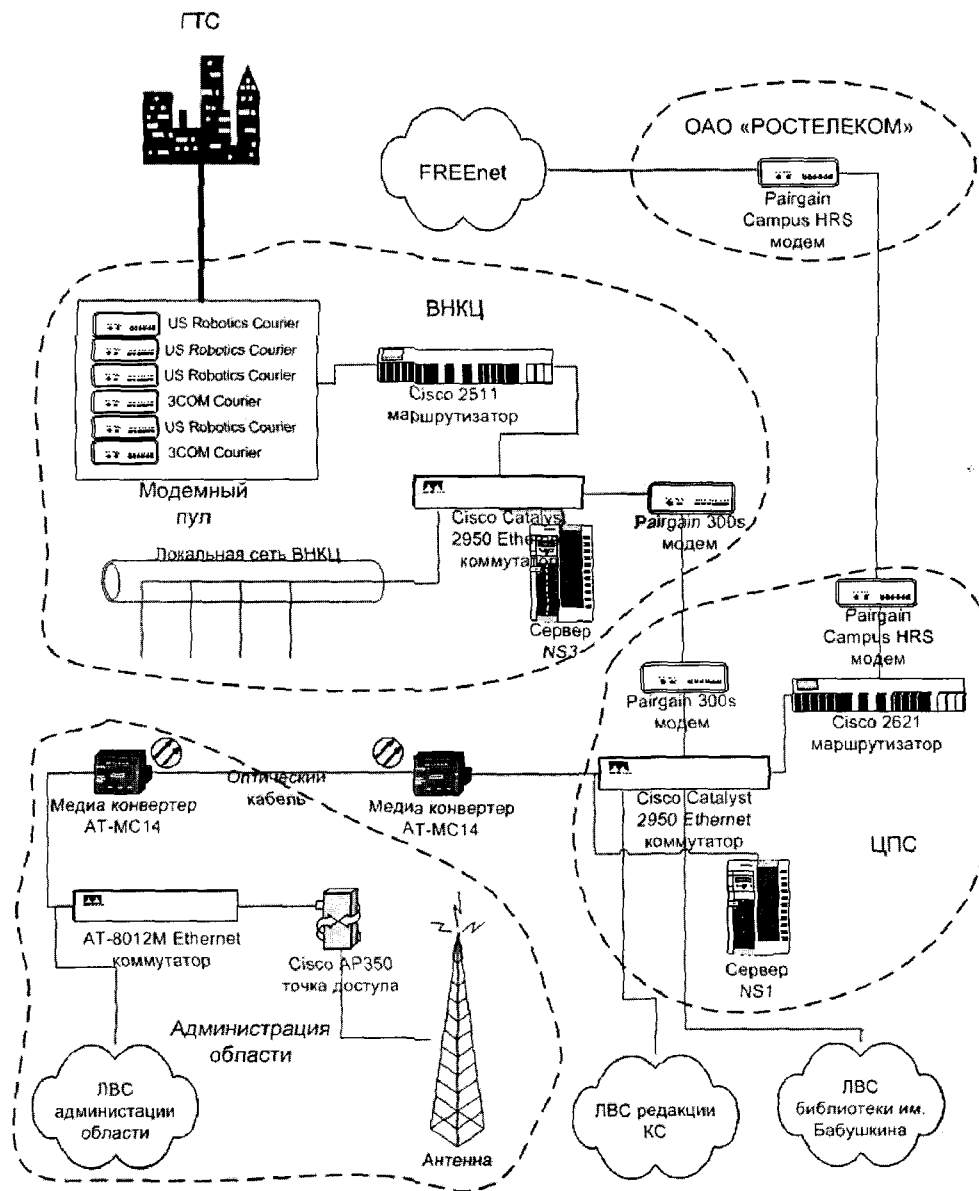 ГТС
ОАО «РОСТЕЛЕКОМ»
FREEnet
Pairgain
Campus HRS
модем
ВНКЦ
US Robotics Courier
US Robotics Courier
US Robotics Courier
3COM Courier
US Robotics Courier
3COM Courier
Модемный
пул
Cisco 2511
маршрутизатор
Cisco Catalyst
2950 Ethernet
коммутатор
Pairgain 300s
модем
Локальная сеть ВНКЦ
Сервер
NS3
Pairgain
Campus HRS
модем
Pairgain 300s
модем
Cisco 2621
маршрутизатор
Оптический
кабель
Медиа конвертер
AT-MC14
Медиа конвертер
AT-MC14
Cisco Catalyst
2950 Ethernet
коммутатор
ЦПС
AT-8012M Ethernet
коммутатор
Cisco AP350
точка доступа
Сервер
NS1
Администрация
области
ЛВС
администации
области
Антенна
ЛВС редакции
КС
ЛВС
библиотеки им.
Бабушкина